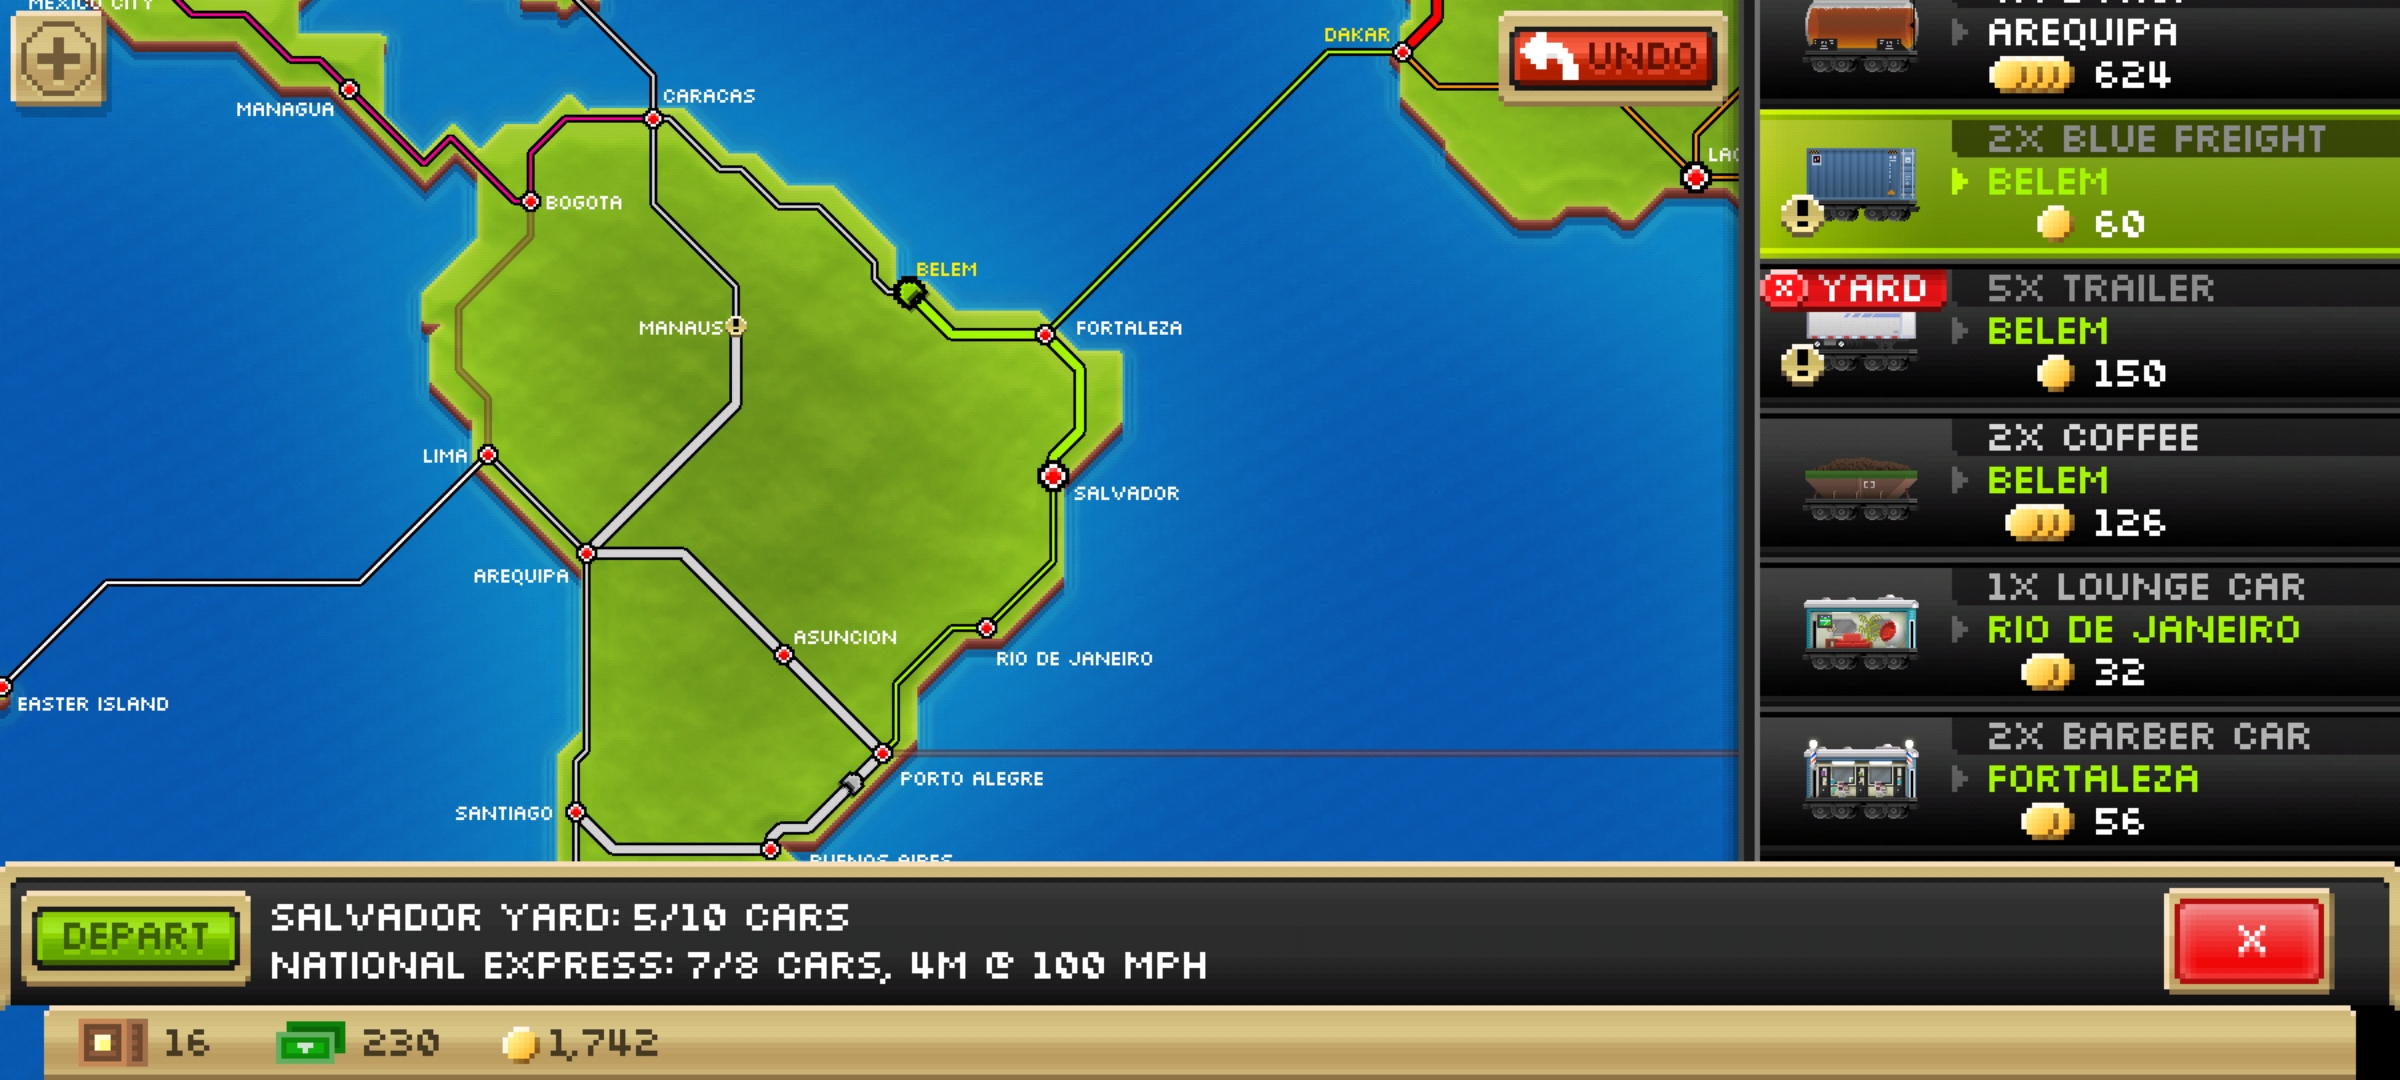 MEXICO CITY
MANAGUA
CARACAS
BOGOTA
BELEM
MANAUS
FORTALEZA
LIMA
SALVADOR
AREQUIPA
ASUNCION
RIO DE JANEIRO
EASTER ISLAND
PORTO ALEGRE
SANTIAGO
BUENOS AIRES
DAKAR
UNDO
AREQUIPA
624
2X BLUE FREIGHT
BELEM
60
YARD
5X TRAILER
BELEM
150
2X COFFEE
BELEM
126
1X LOUNGE CAR
RIO DE JANEIRO
32
2X BARBER CAR
FORTALEZA
56
DEPART
SALVADOR YARD: 5/10 CARS
NATIONAL EXPRESS: 7/8 CARS, 4M @ 100 MPH
X
16
230
1,742